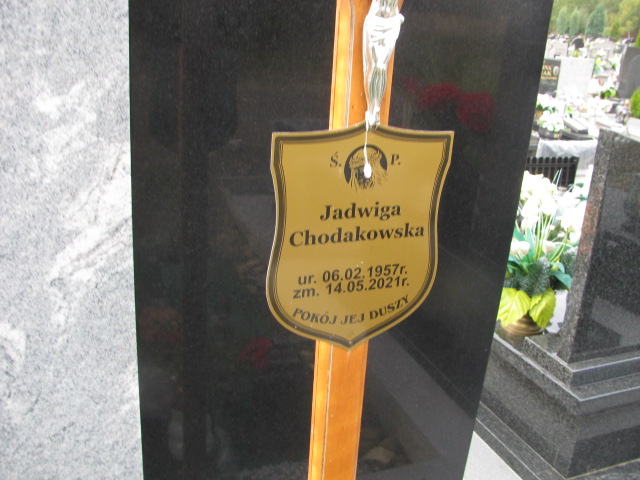 Ś. P.
Jadwiga
Chodakowska
ur. 06.02.1957r.
zm. 14.05.2021r.
POKÓJ JEJ DUSZY